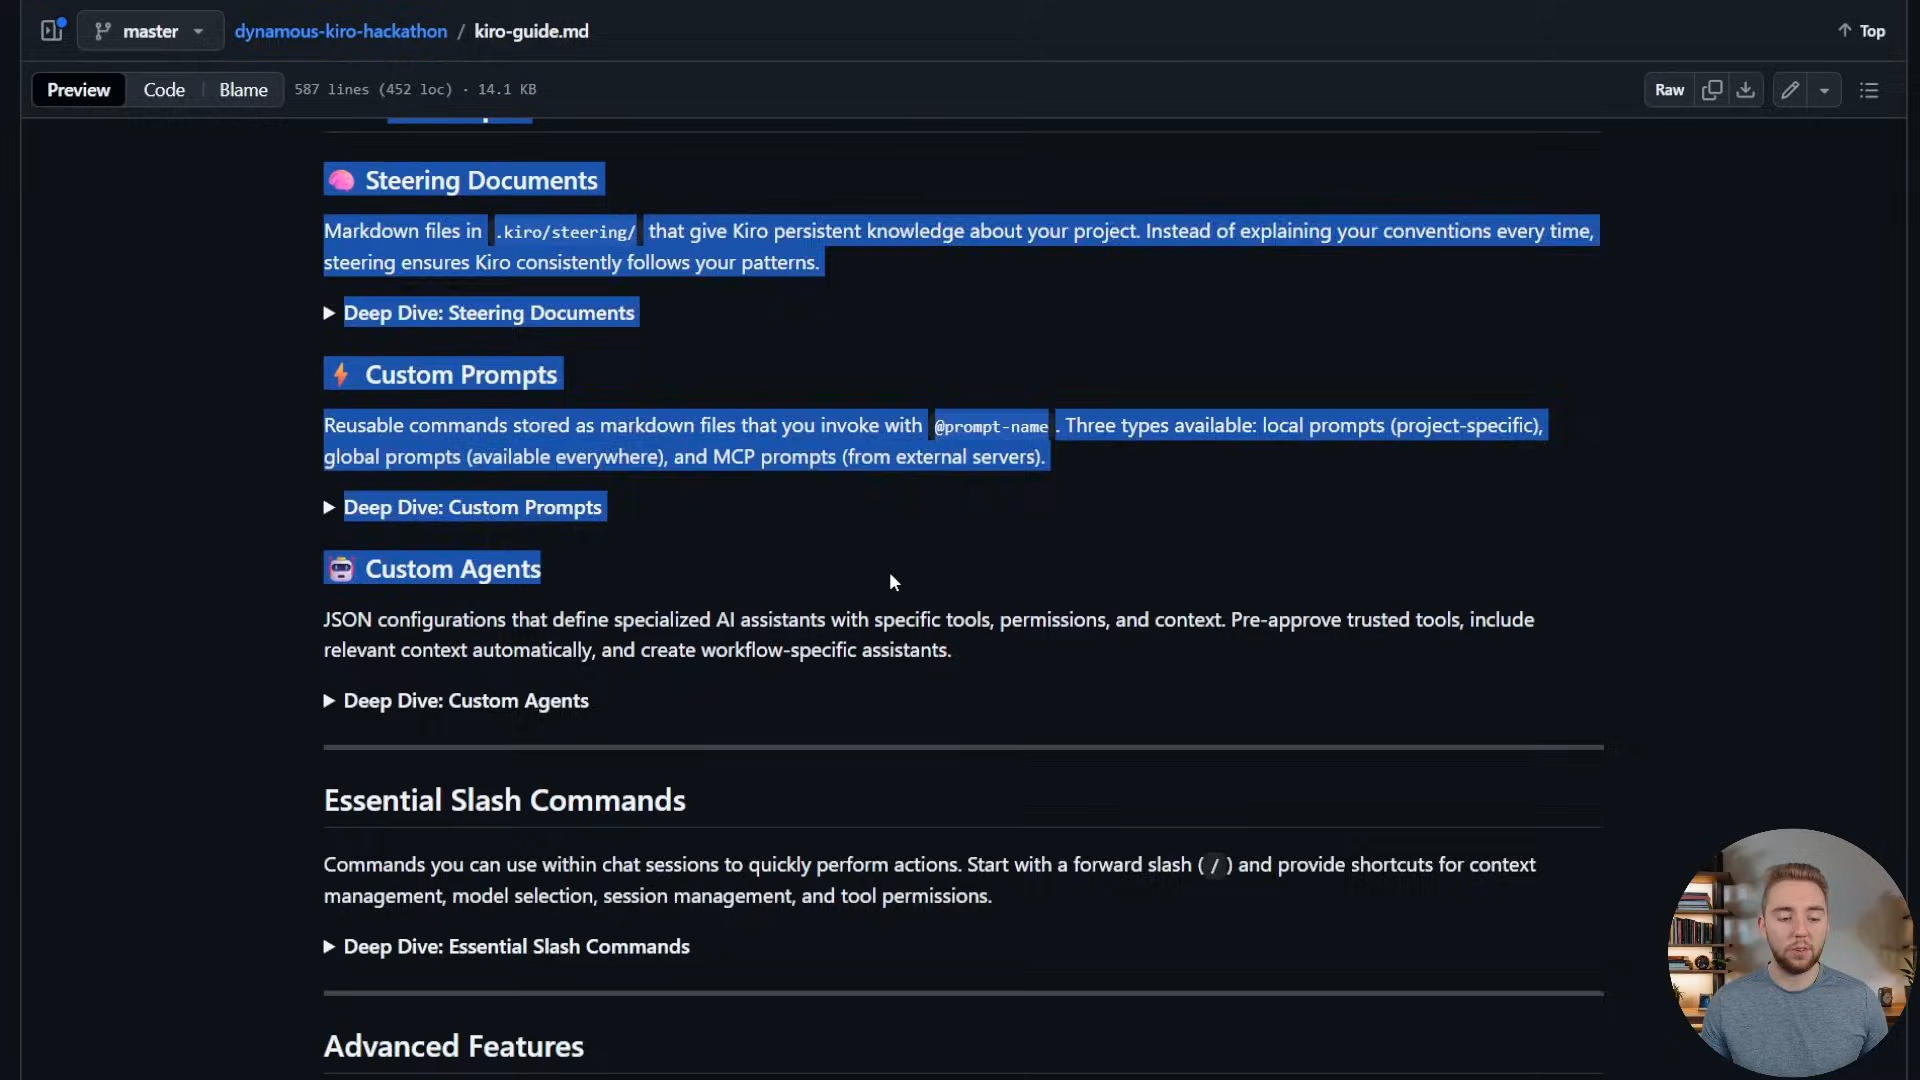 master dynamous-kiro-hackathon / kiro-guide.md Top
Preview Code Blame 587 lines (452 loc) · 14.1 KB Raw
🧠 Steering Documents
Markdown files in .kiro/steering/ that give Kiro persistent knowledge about your project. Instead of explaining your conventions every time,
steering ensures Kiro consistently follows your patterns.
Deep Dive: Steering Documents
⚡ Custom Prompts
Reusable commands stored as markdown files that you invoke with @prompt-name . Three types available: local prompts (project-specific),
global prompts (available everywhere), and MCP prompts (from external servers).
Deep Dive: Custom Prompts
🤖 Custom Agents
JSON configurations that define specialized AI assistants with specific tools, permissions, and context. Pre-approve trusted tools, include
relevant context automatically, and create workflow-specific assistants.
Deep Dive: Custom Agents
Essential Slash Commands
Commands you can use within chat sessions to quickly perform actions. Start with a forward slash ( / ) and provide shortcuts for context
management, model selection, session management, and tool permissions.
Deep Dive: Essential Slash Commands
Advanced Features